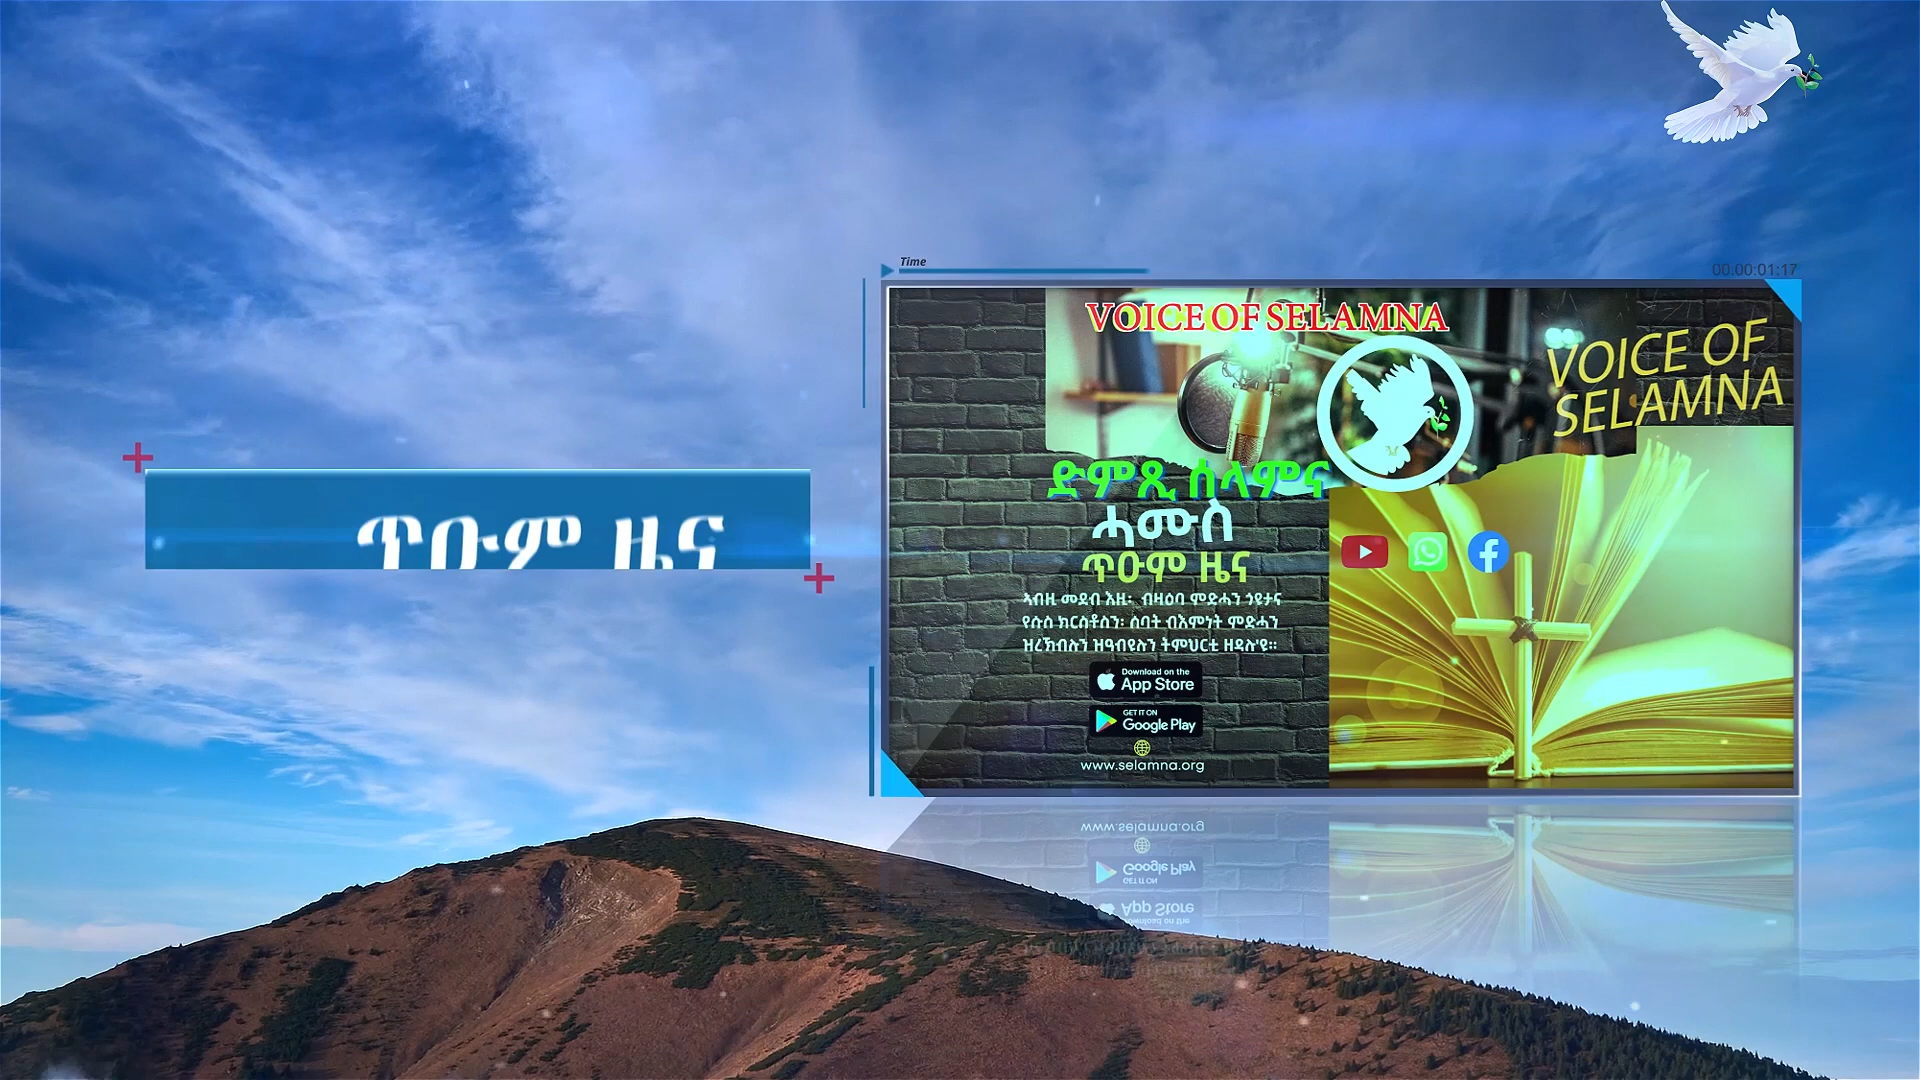 Time
00:00:01:17
VOICE OF SELAMNA
VOICE OF
SELAMNA
ድምጺ ሰላምና
ሓሙስ
ጥዑም ዜና
ጥዑም ዜና
ኣብዚ መደብ እዚ፡ ብዛዕባ ምድሓን ጎይታና
የሱስ ክርስቶስን፡ ሰባት ብእምነት ምድሓን
ዝረኽብሉን ዝዓብዩሉን ትምህርቲ ዘዳሉ'ዩ።
Download on the
App Store
GET IT ON
Google Play
www.selamna.org